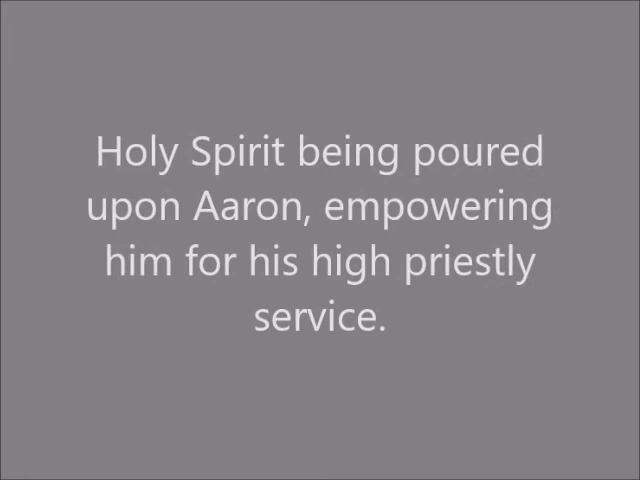 Holy Spirit being poured
upon Aaron, empowering
him for his high priestly
service.